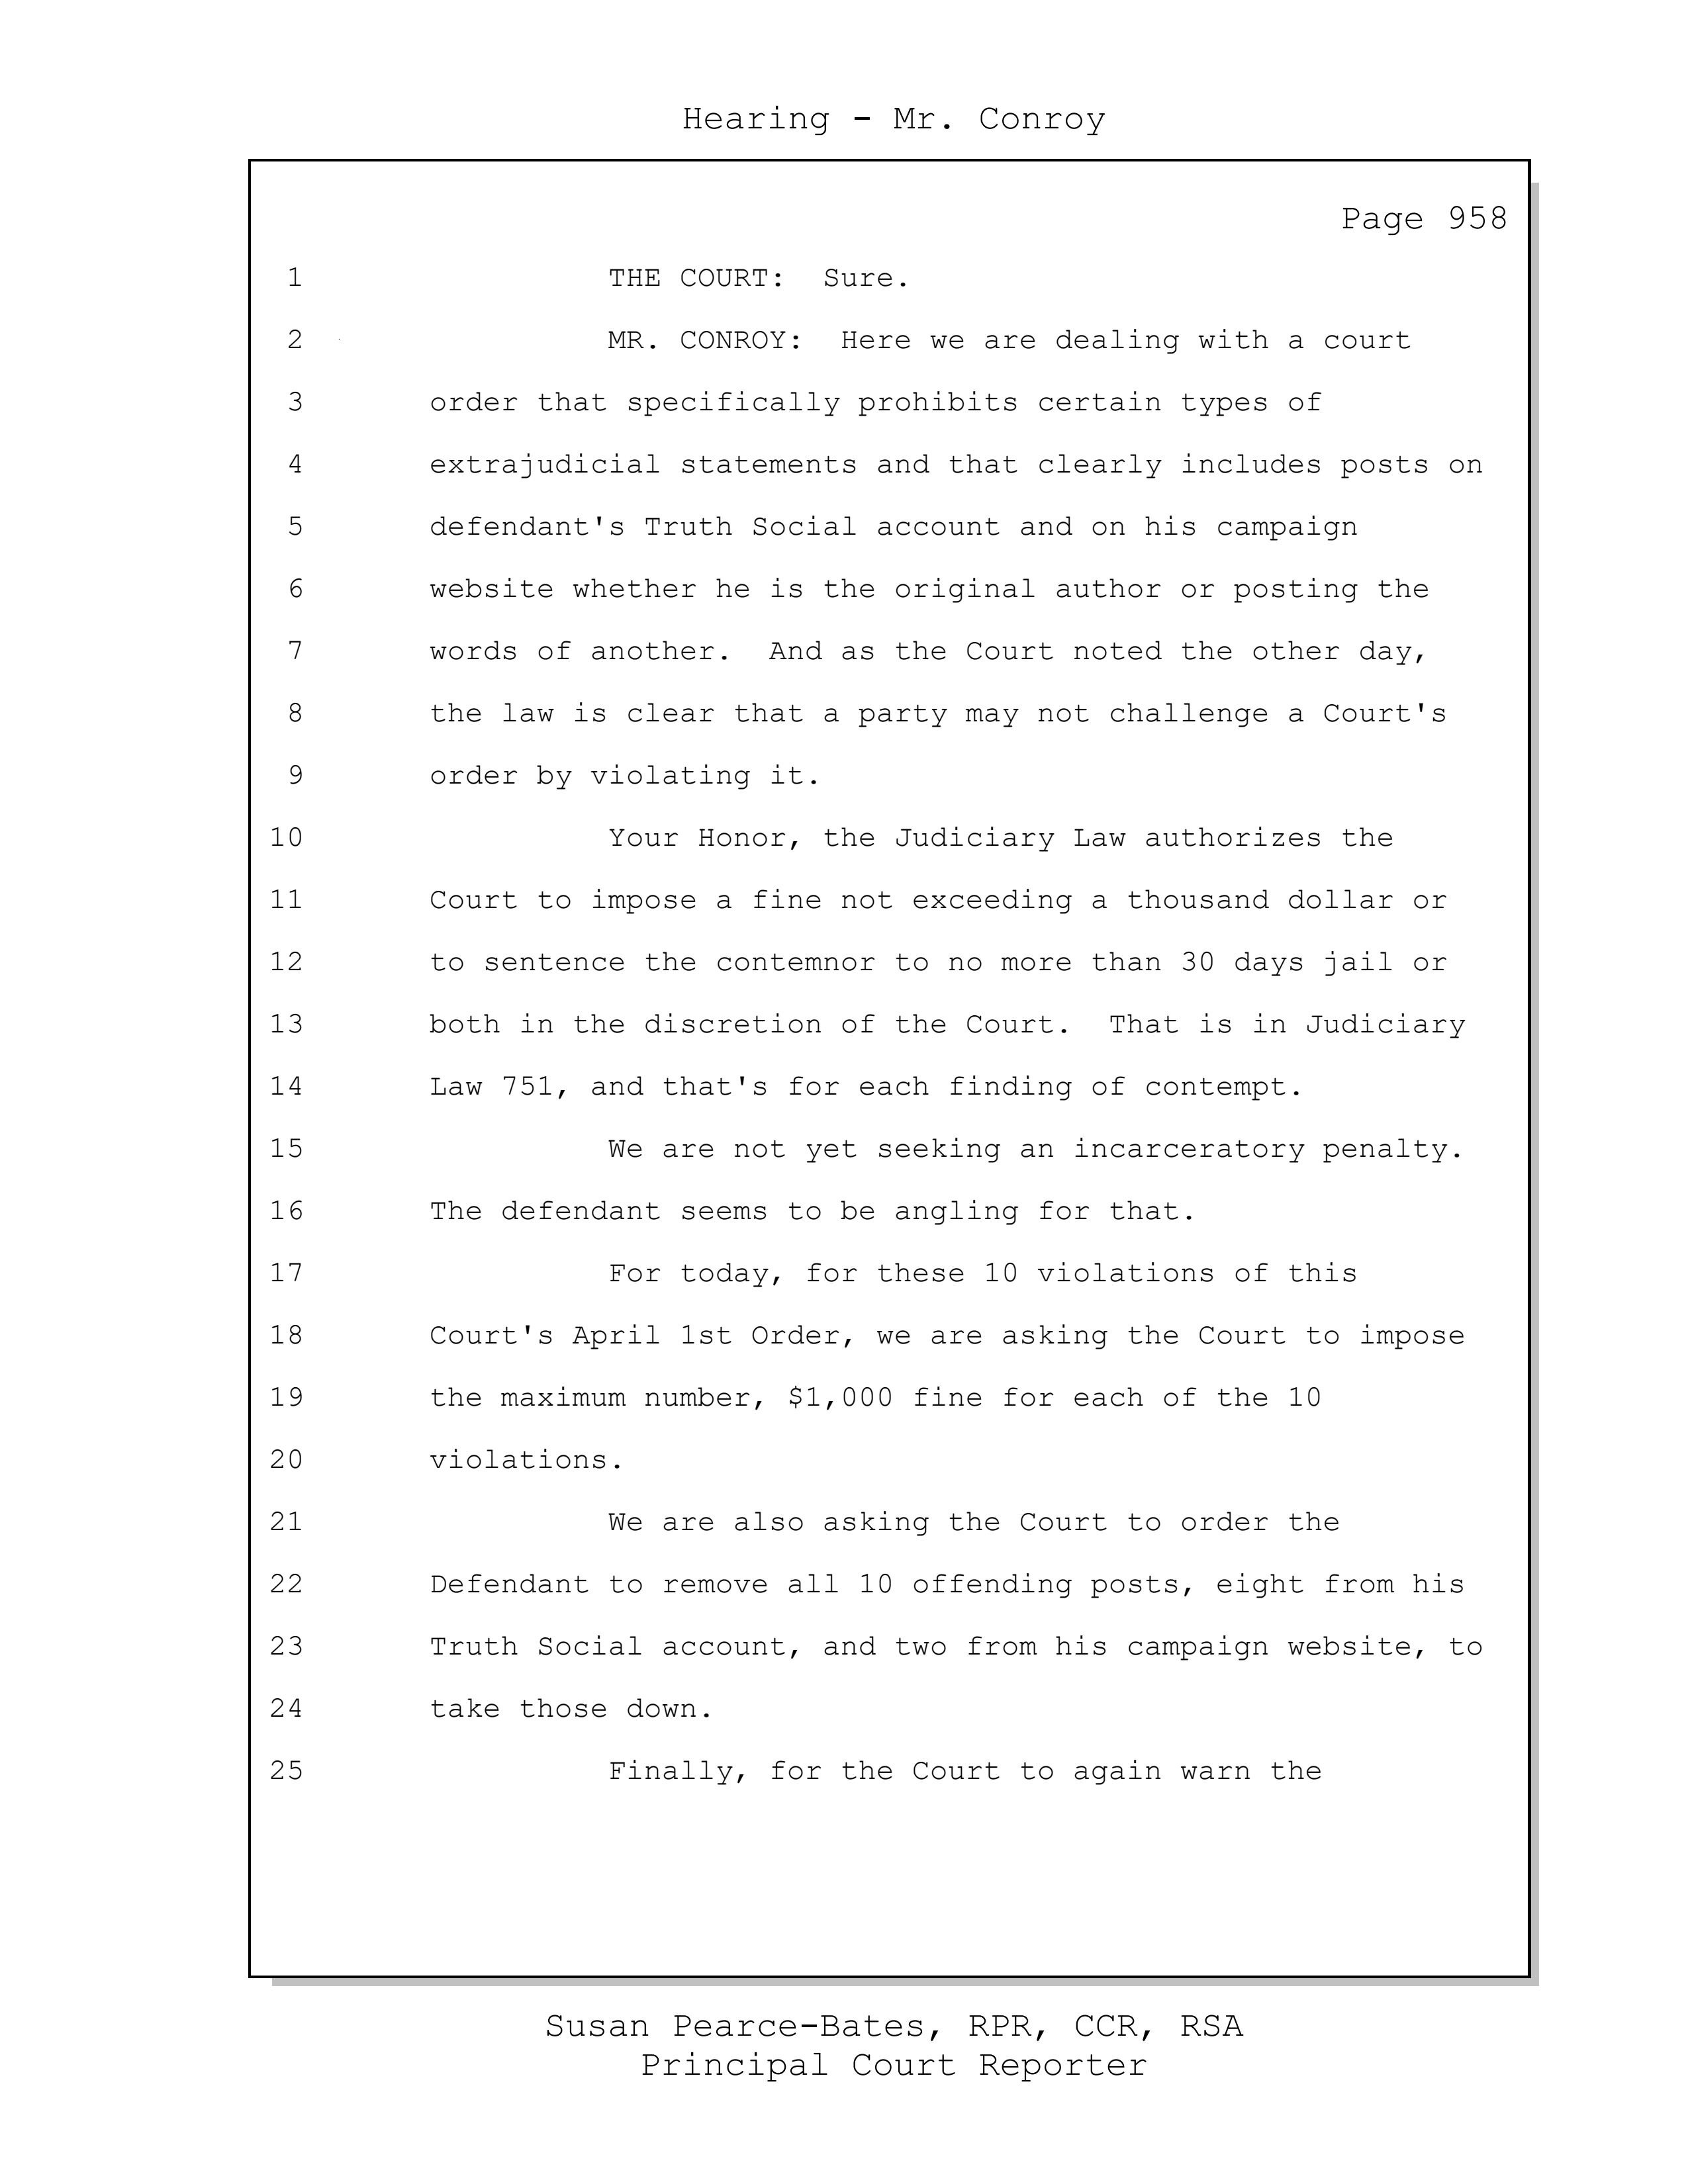 Hearing - Mr. Conroy
Page 958
1 THE COURT: Sure.
2 MR. CONROY: Here we are dealing with a court
3 order that specifically prohibits certain types of
4 extrajudicial statements and that clearly includes posts on
5 defendant's Truth Social account and on his campaign
6 website whether he is the original author or posting the
7 words of another. And as the Court noted the other day,
8 the law is clear that a party may not challenge a Court's
9 order by violating it.
10 Your Honor, the Judiciary Law authorizes the
11 Court to impose a fine not exceeding a thousand dollar or
12 to sentence the contemnor to no more than 30 days jail or
13 both in the discretion of the Court. That is in Judiciary
14 Law 751, and that's for each finding of contempt.
15 We are not yet seeking an incarceratory penalty.
16 The defendant seems to be angling for that.
17 For today, for these 10 violations of this
18 Court's April 1st Order, we are asking the Court to impose
19 the maximum number, $1,000 fine for each of the 10
20 violations.
21 We are also asking the Court to order the
22 Defendant to remove all 10 offending posts, eight from his
23 Truth Social account, and two from his campaign website, to
24 take those down.
25 Finally, for the Court to again warn the
Susan Pearce-Bates, RPR, CCR, RSA
Principal Court Reporter